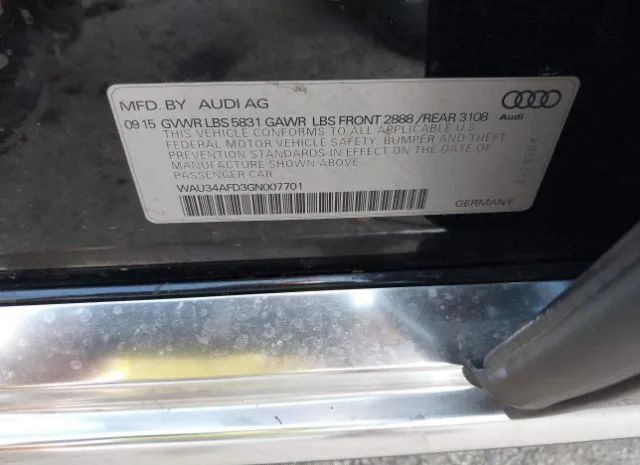 MFD. BY AUDI AG
09 15 GVWR LBS 5831 GAWR LBS FRONT 2888 /REAR 3108
THIS VEHICLE CONFORMS TO ALL APPLICABLE U.S
FEDERAL MOTOR VEHICLE SAFETY, BUMPER AND THEFT
PREVENTION STANDARDS IN EFFECT ON THE DATE OF
MANUFACTURE SHOWN ABOVE.
PASSENGER CAR
WAU34AFD3GN007701
Audi
GERMANY